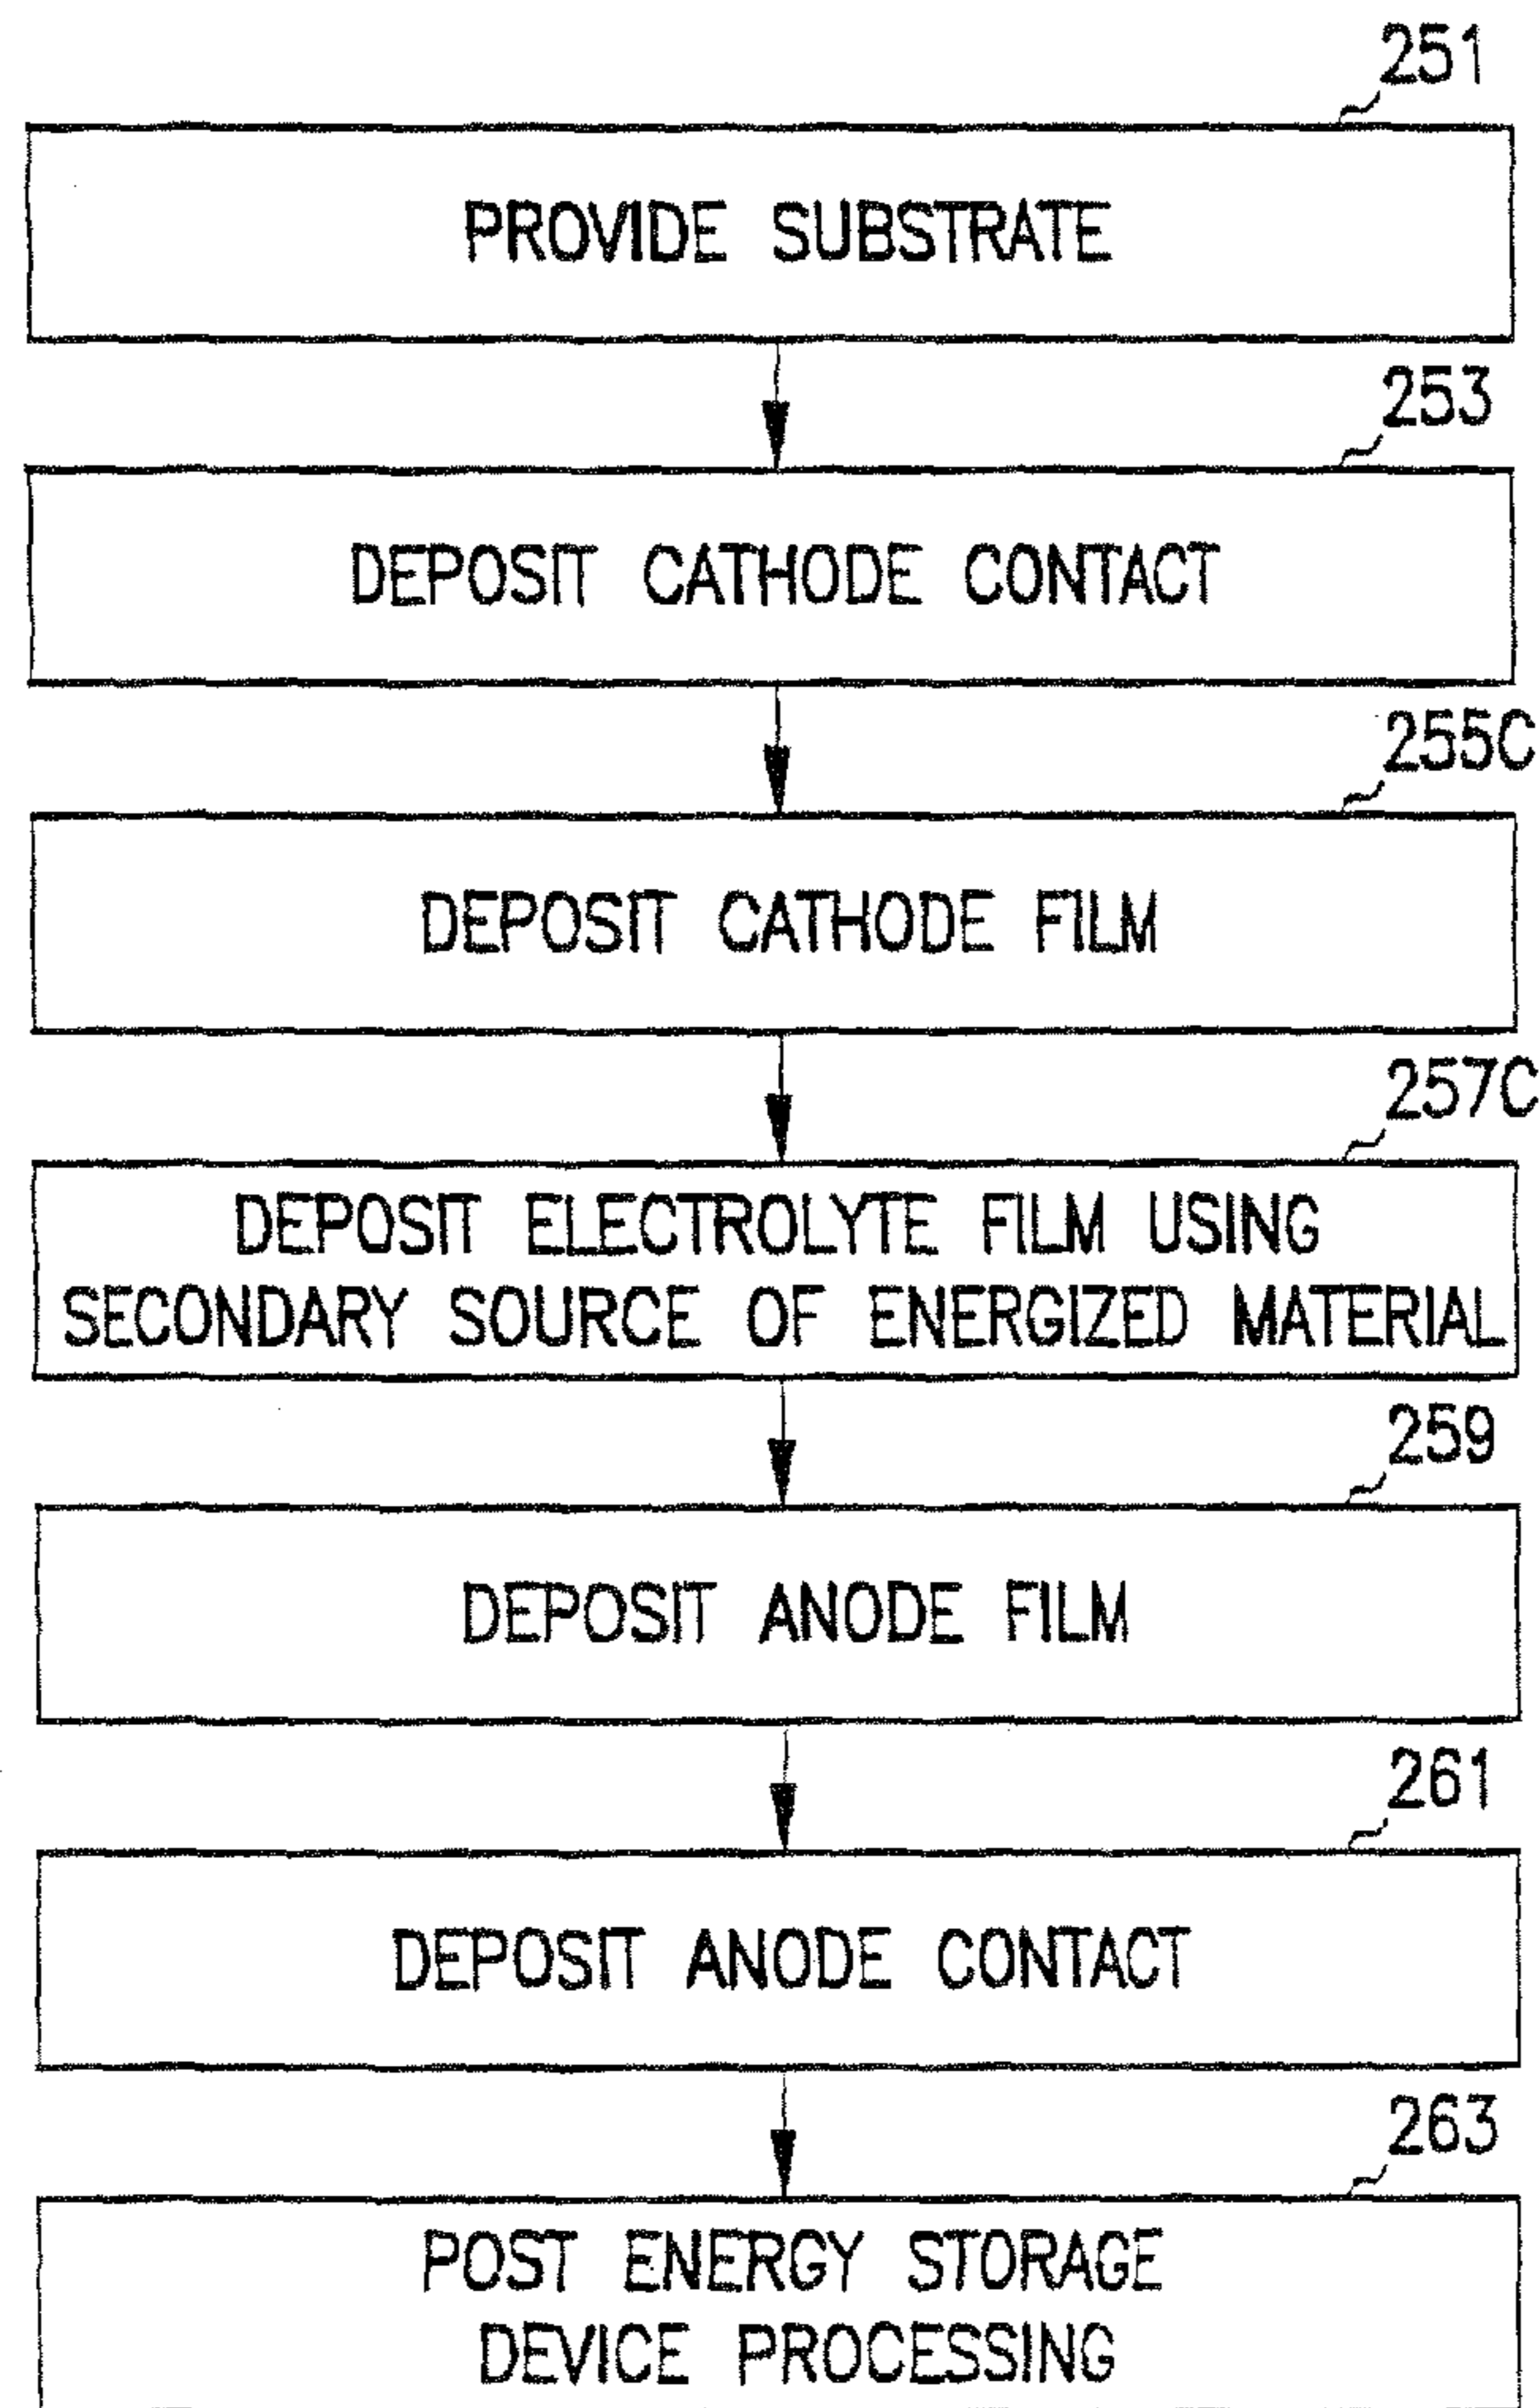 251
PROVIDE SUBSTRATE
253
DEPOSIT CATHODE CONTACT
255C
DEPOSIT CATHODE FILM
257C
DEPOSIT ELECTROLYTE FILM USING
SECONDARY SOURCE OF ENERGIZED MATERIAL
259
DEPOSIT ANODE FILM
261
DEPOSIT ANODE CONTACT
263
POST ENERGY STORAGE
DEVICE PROCESSING